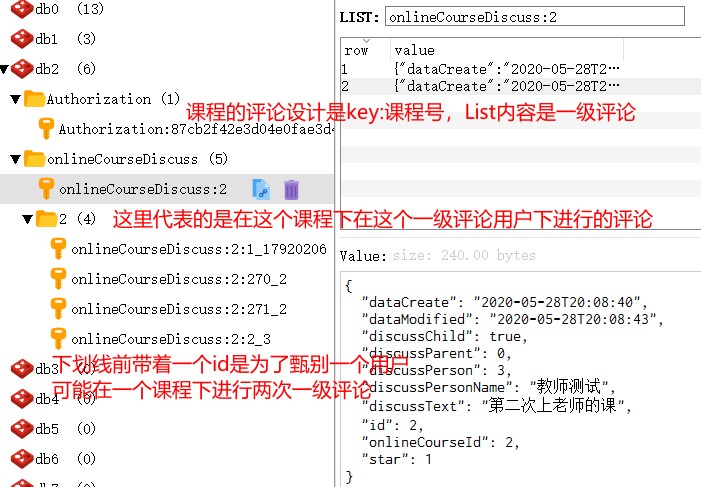 db0 (13)
db1 (3)
db2 (6)
Authorization (1)
Authorization:87cb2f42e3d04e0fae3d4
课程的评论设计是key:课程号，List内容是一级评论
onlineCourseDiscuss (5)
onlineCourseDiscuss:2
2 (4)
这里代表的是在这个课程下在这个一级评论用户下进行的评论
onlineCourseDiscuss:2:1_17920206
onlineCourseDiscuss:2:270_2
onlineCourseDiscuss:2:271_2
onlineCourseDiscuss:2:2_3
下划线前带着一个id是为了甄别一个用户
可能在一个课程下进行两次一级评论
db3 (0)
db4 (0)
db5 (0)
db6 (0)
LIST: onlineCourseDiscuss:2
row value
1 {"dataCreate":"2020-05-28T2…
2 {"dataCreate":"2020-05-28T2…
Value: size: 240.00 bytes
{
"dataCreate": "2020-05-28T20:08:40",
"dataModified": "2020-05-28T20:08:43",
"discussChild": true,
"discussParent": 0,
"discussPerson": 3,
"discussPersonName": "教师测试",
"discussText": "第二次上老师的课",
"id": 2,
"onlineCourseId": 2,
"star": 1
}